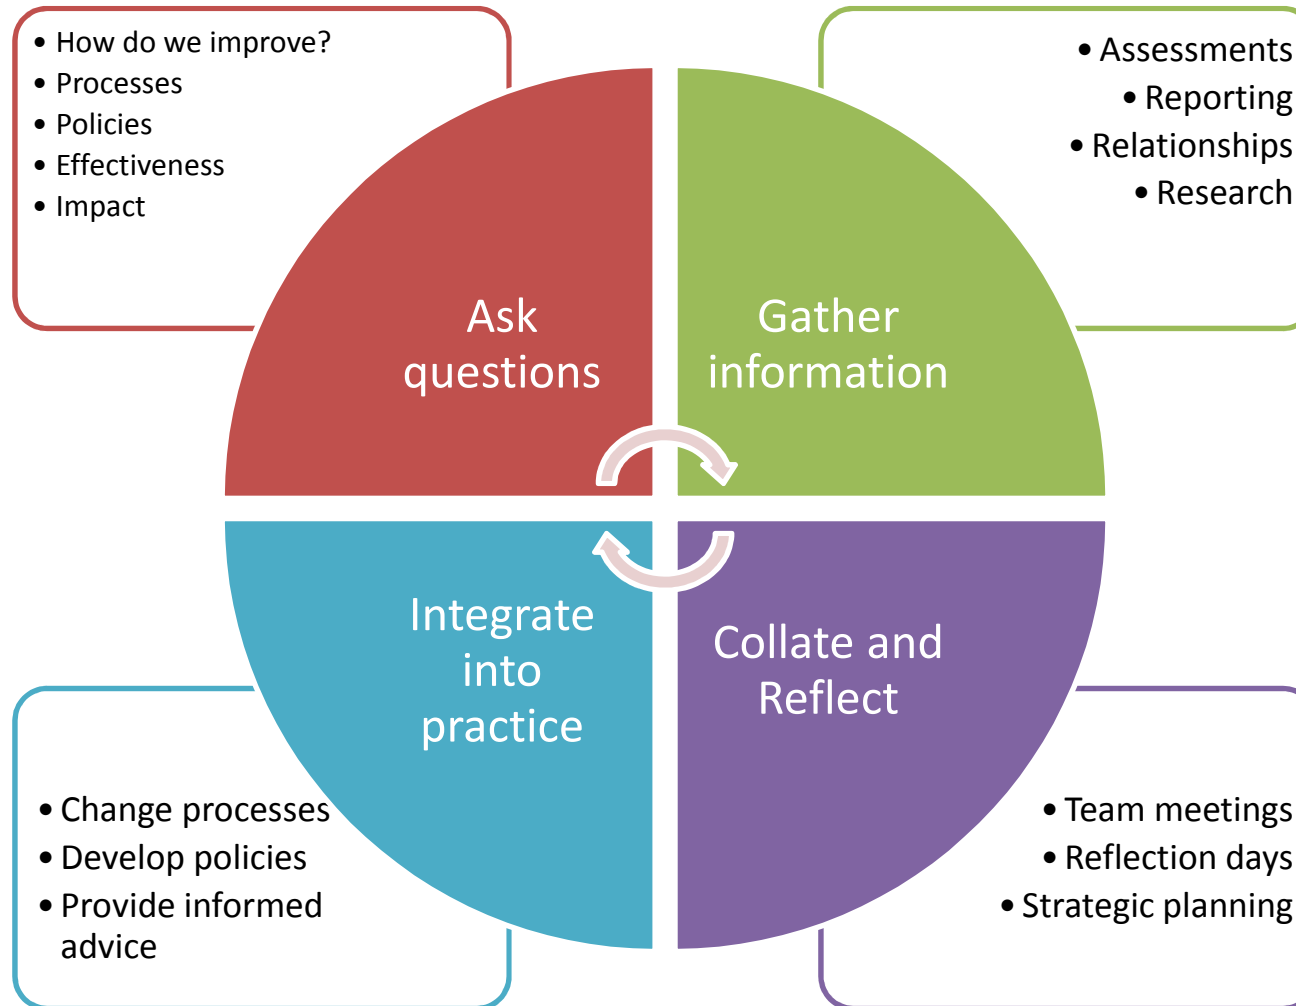 • How do we improve?
• Processes
• Policies
• Effectiveness
• Impact
• Assessments
• Reporting
• Relationships
• Research
Ask
questions
Gather
information
Integrate
into
practice
Collate and
Reflect
• Change processes
• Develop policies
• Provide informed
advice
• Team meetings
• Reflection days
• Strategic planning